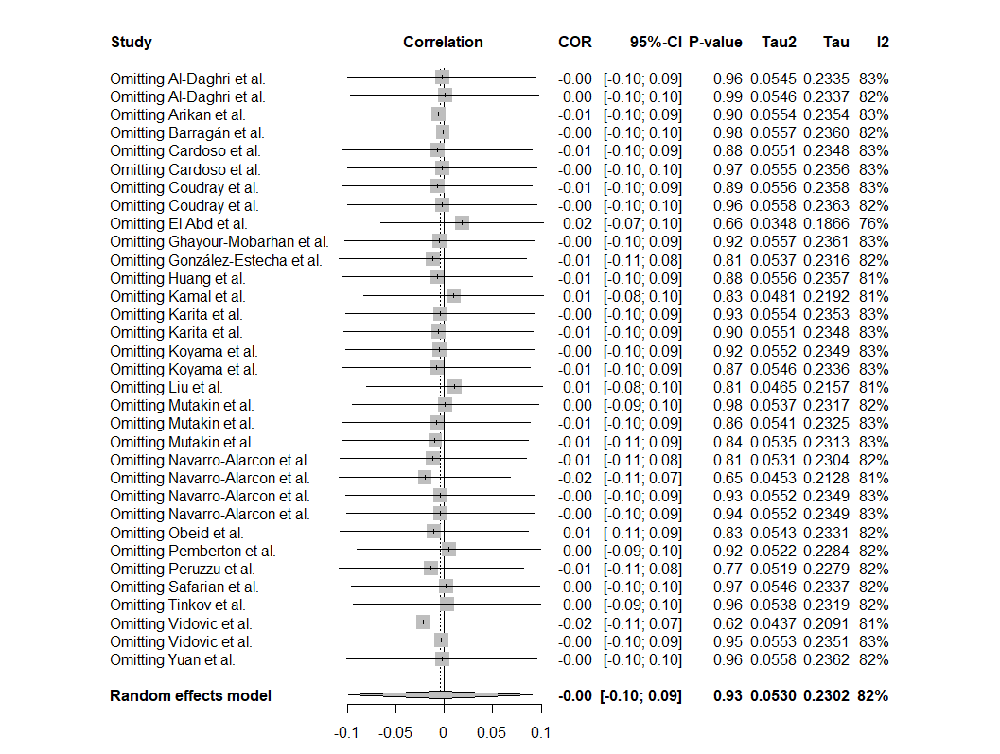 Study Correlation COR 95%-CI P-value Tau2 Tau I2
Omitting Al-Daghri et al. -0.00 [-0.10; 0.09] 0.96 0.0545 0.2335 83%
Omitting Al-Daghri et al. 0.00 [-0.10; 0.10] 0.99 0.0546 0.2337 82%
Omitting Arikan et al. -0.01 [-0.10; 0.09] 0.90 0.0554 0.2354 83%
Omitting Barragán et al. -0.00 [-0.10; 0.10] 0.98 0.0557 0.2360 82%
Omitting Cardoso et al. -0.01 [-0.10; 0.09] 0.88 0.0551 0.2348 83%
Omitting Cardoso et al. -0.00 [-0.10; 0.10] 0.97 0.0555 0.2356 82%
Omitting Coudray et al. -0.01 [-0.10; 0.09] 0.89 0.0556 0.2358 83%
Omitting Coudray et al. -0.00 [-0.10; 0.10] 0.96 0.0558 0.2363 82%
Omitting El Abd et al. 0.02 [-0.07; 0.10] 0.66 0.0348 0.1866 76%
Omitting Ghayour-Mobarhan et al. -0.00 [-0.10; 0.09] 0.92 0.0557 0.2361 83%
Omitting González-Estecha et al. -0.01 [-0.11; 0.08] 0.81 0.0537 0.2316 82%
Omitting Huang et al. -0.01 [-0.10; 0.09] 0.88 0.0556 0.2357 81%
Omitting Kamal et al. 0.01 [-0.08; 0.10] 0.83 0.0481 0.2192 81%
Omitting Karita et al. -0.00 [-0.10; 0.09] 0.93 0.0554 0.2353 83%
Omitting Karita et al. -0.01 [-0.10; 0.09] 0.90 0.0551 0.2348 83%
Omitting Koyama et al. -0.00 [-0.10; 0.09] 0.92 0.0552 0.2349 83%
Omitting Koyama et al. -0.01 [-0.10; 0.09] 0.87 0.0546 0.2336 83%
Omitting Liu et al. 0.01 [-0.08; 0.10] 0.81 0.0465 0.2157 81%
Omitting Mutakin et al. 0.00 [-0.09; 0.10] 0.98 0.0537 0.2317 82%
Omitting Mutakin et al. -0.01 [-0.10; 0.09] 0.86 0.0541 0.2325 83%
Omitting Mutakin et al. -0.01 [-0.11; 0.09] 0.84 0.0535 0.2313 83%
Omitting Navarro-Alarcon et al. -0.01 [-0.11; 0.08] 0.81 0.0531 0.2304 82%
Omitting Navarro-Alarcon et al. -0.02 [-0.11; 0.07] 0.65 0.0453 0.2128 81%
Omitting Navarro-Alarcon et al. -0.00 [-0.10; 0.09] 0.93 0.0552 0.2349 83%
Omitting Navarro-Alarcon et al. -0.00 [-0.10; 0.09] 0.94 0.0552 0.2349 83%
Omitting Obeid et al. -0.01 [-0.11; 0.09] 0.83 0.0543 0.2331 82%
Omitting Pemberton et al. 0.00 [-0.09; 0.10] 0.92 0.0522 0.2284 82%
Omitting Peruzzu et al. -0.01 [-0.11; 0.08] 0.77 0.0519 0.2279 82%
Omitting Safarian et al. 0.00 [-0.10; 0.10] 0.97 0.0546 0.2337 82%
Omitting Tinkov et al. 0.00 [-0.09; 0.10] 0.96 0.0538 0.2319 82%
Omitting Vidovic et al. -0.02 [-0.11; 0.07] 0.62 0.0437 0.2091 81%
Omitting Vidovic et al. -0.00 [-0.10; 0.09] 0.95 0.0553 0.2351 83%
Omitting Yuan et al. -0.00 [-0.10; 0.10] 0.96 0.0558 0.2362 82%
Random effects model -0.00 [-0.10; 0.09] 0.93 0.0530 0.2302 82%
-0.1 -0.05 0 0.05 0.1